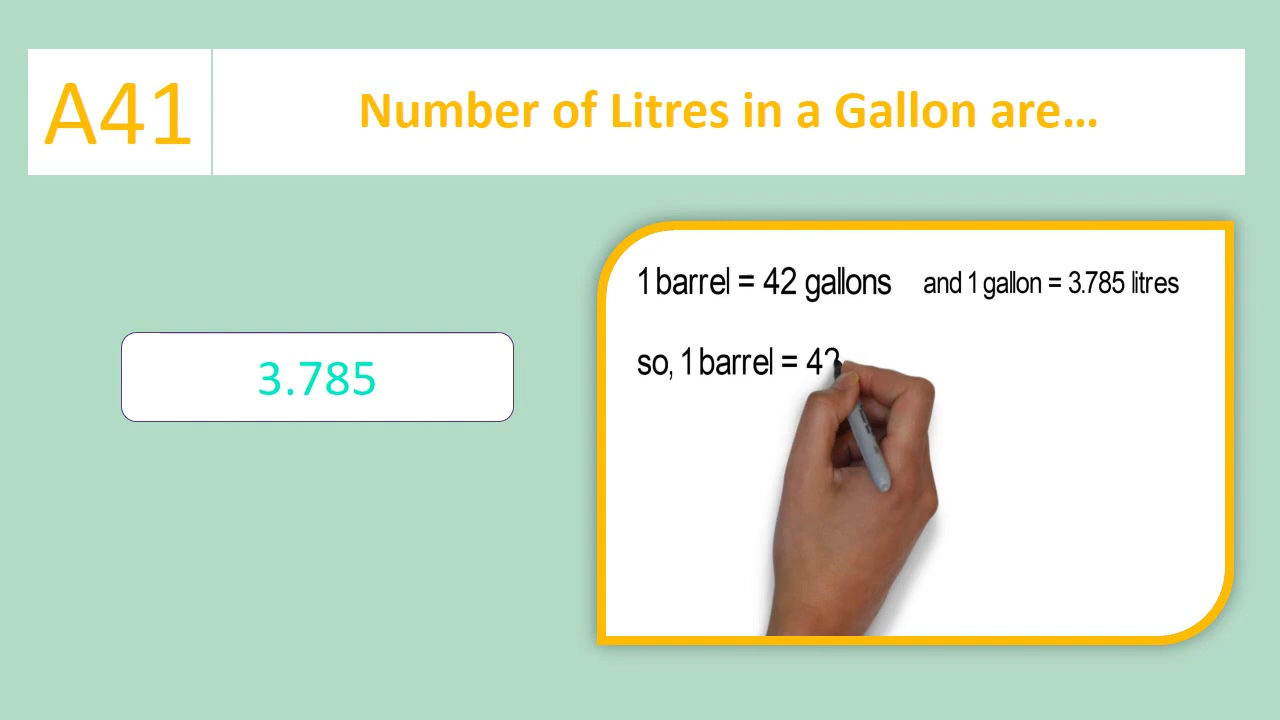 A41
Number of Litres in a Gallon are...
3.785
1 barrel = 42 gallons and 1 gallon = 3.785 litres
so, 1 barrel = 42